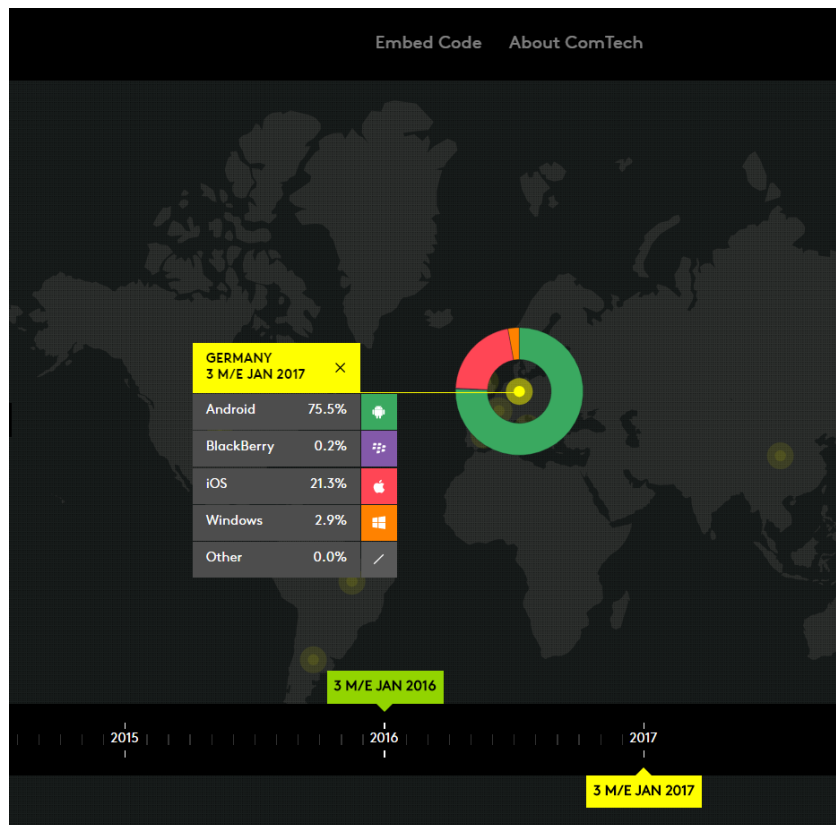 Embed Code About ComTech
GERMANY
3 M/E JAN 2017
Android 75.5%
BlackBerry 0.2%
iOS 21.3%
Windows 2.9%
Other 0.0%
3 M/E JAN 2016
2015 2016 2017
3 M/E JAN 2017